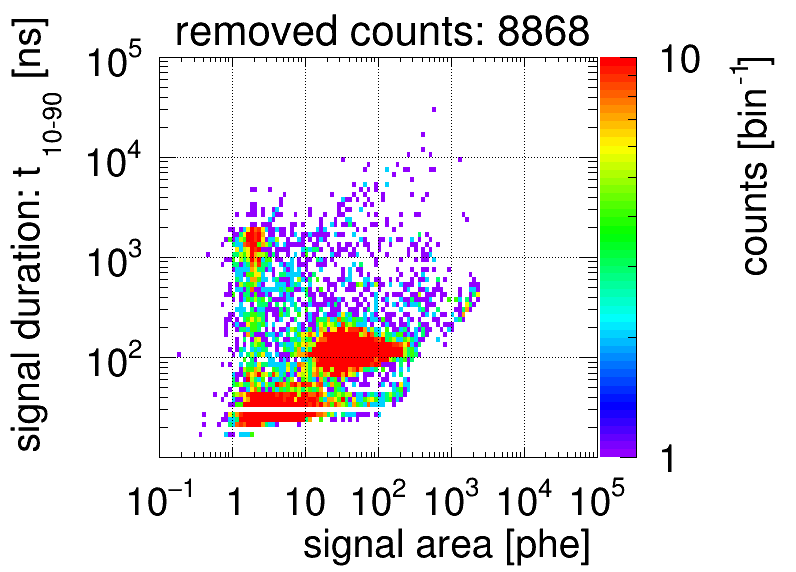 removed counts: 8868
signal duration: t 10-90 [ns]
10^5
10^4
10^3
10^2
10^−1 1 10 10^2 10^3 10^4 10^5
signal area [phe]
10
1
counts [bin^-1]